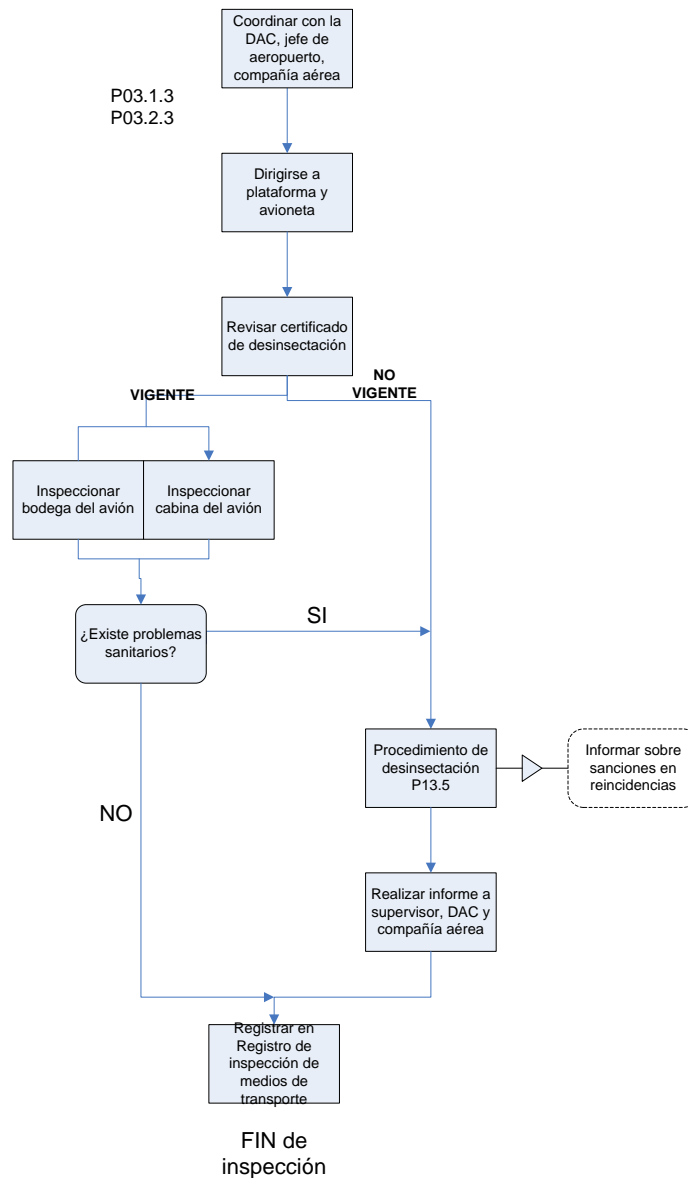 Coordinar con la
DAC, jefe de
aeropuerto,
compañía aérea
P03.1.3
P03.2.3
Dirigirse a
plataforma y
avioneta
Revisar certificado
de desinsectación
VIGENTE
NO
VIGENTE
Inspeccionar
bodega del avión
Inspeccionar
cabina del avión
¿Existe problemas
sanitarios?
SI
NO
Procedimiento de
desinsectación
P13.5
Informar sobre
sanciones en
reincidencias
Realizar informe a
supervisor, DAC y
compañía aérea
Registrar en
Registro de
inspección de
medios de
transporte
FIN de
inspección